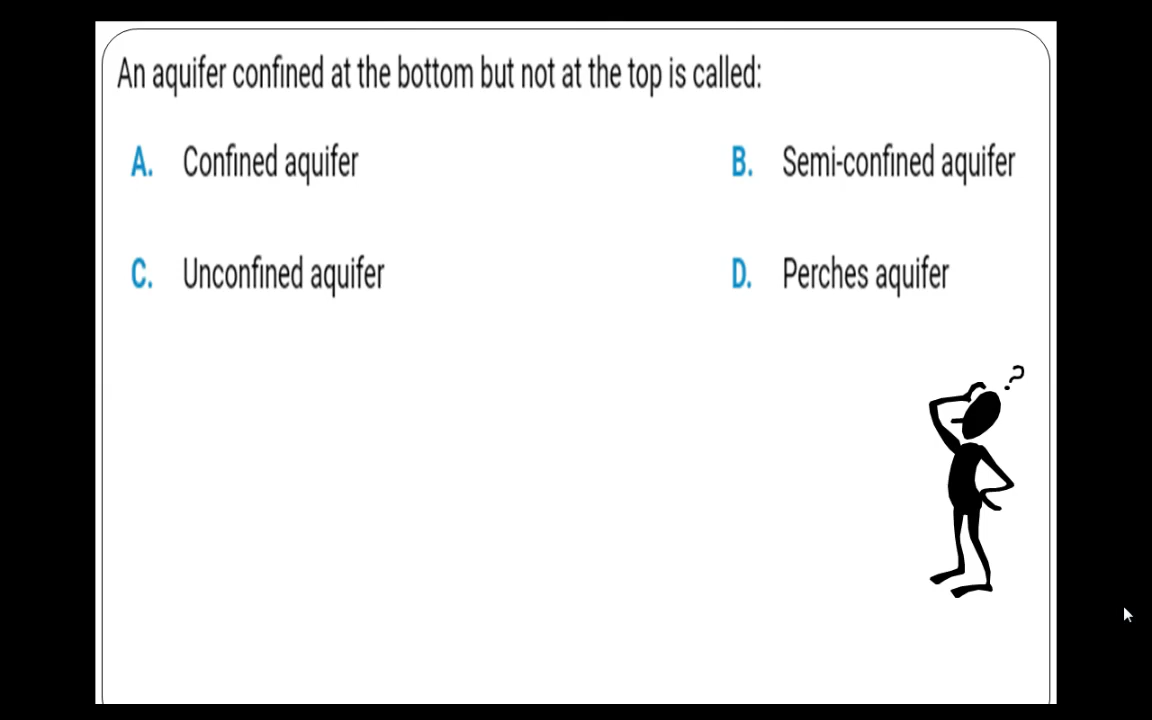 An aquifer confined at the bottom but not at the top is called:
A. Confined aquifer
B. Semi-confined aquifer
C. Unconfined aquifer
D. Perches aquifer
?